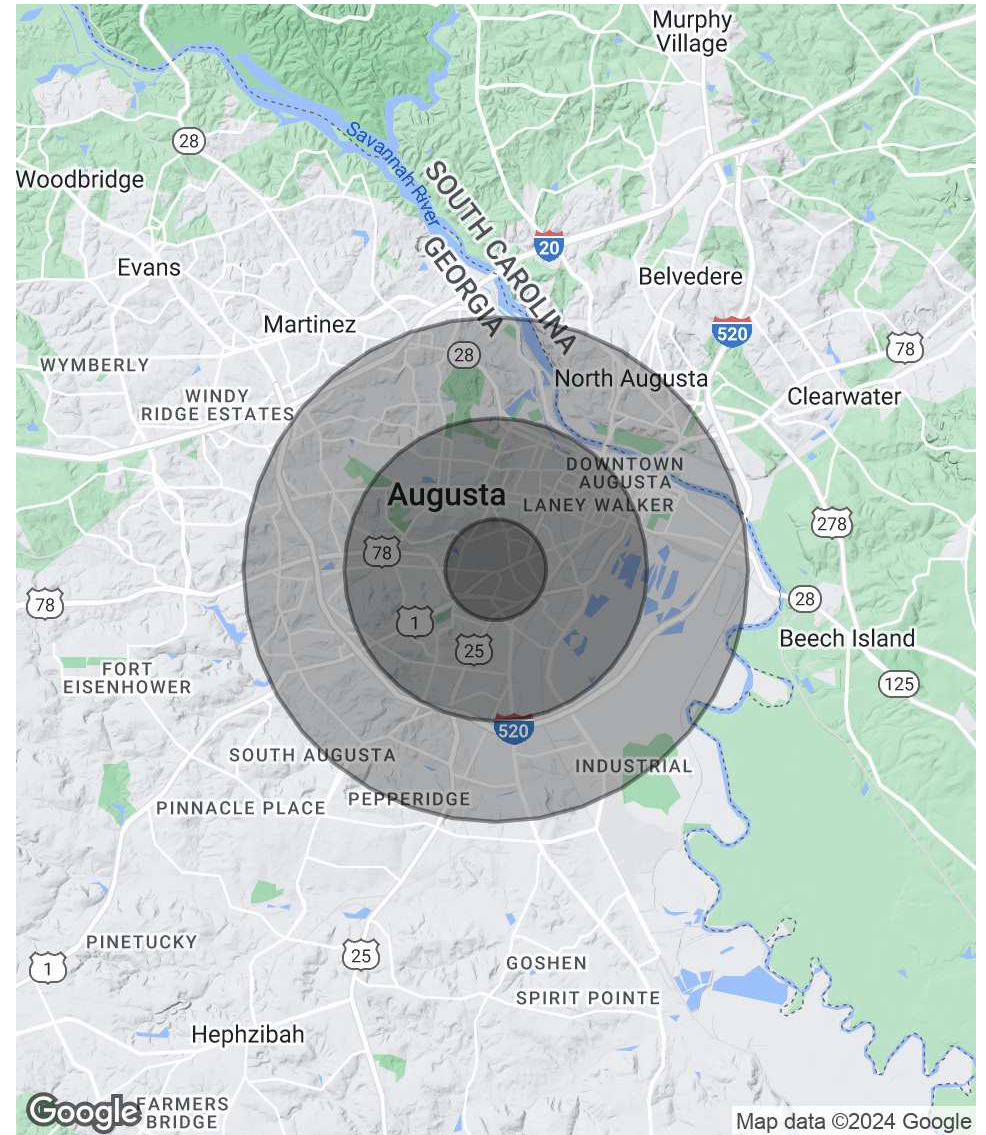 Murphy
Village
28
Woodbridge
Savannah River
SOUTH CAROLINA
GEORGIA
20
Evans
Belvedere
Martinez
520
28
78
WYMBERLY
North Augusta
WINDY
RIDGE ESTATES
Clearwater
DOWNTOWN
AUGUSTA
Augusta
LANEY WALKER
278
78
78
28
1
Beech Island
25
FORT
EISENHOWER
125
520
SOUTH AUGUSTA
INDUSTRIAL
PINNACLE PLACE
PEPPERIDGE
PINETUCKY
25
1
GOSHEN
SPIRIT POINTE
Hephzibah
Google
FARMERS
BRIDGE
Map data ©2024 Google